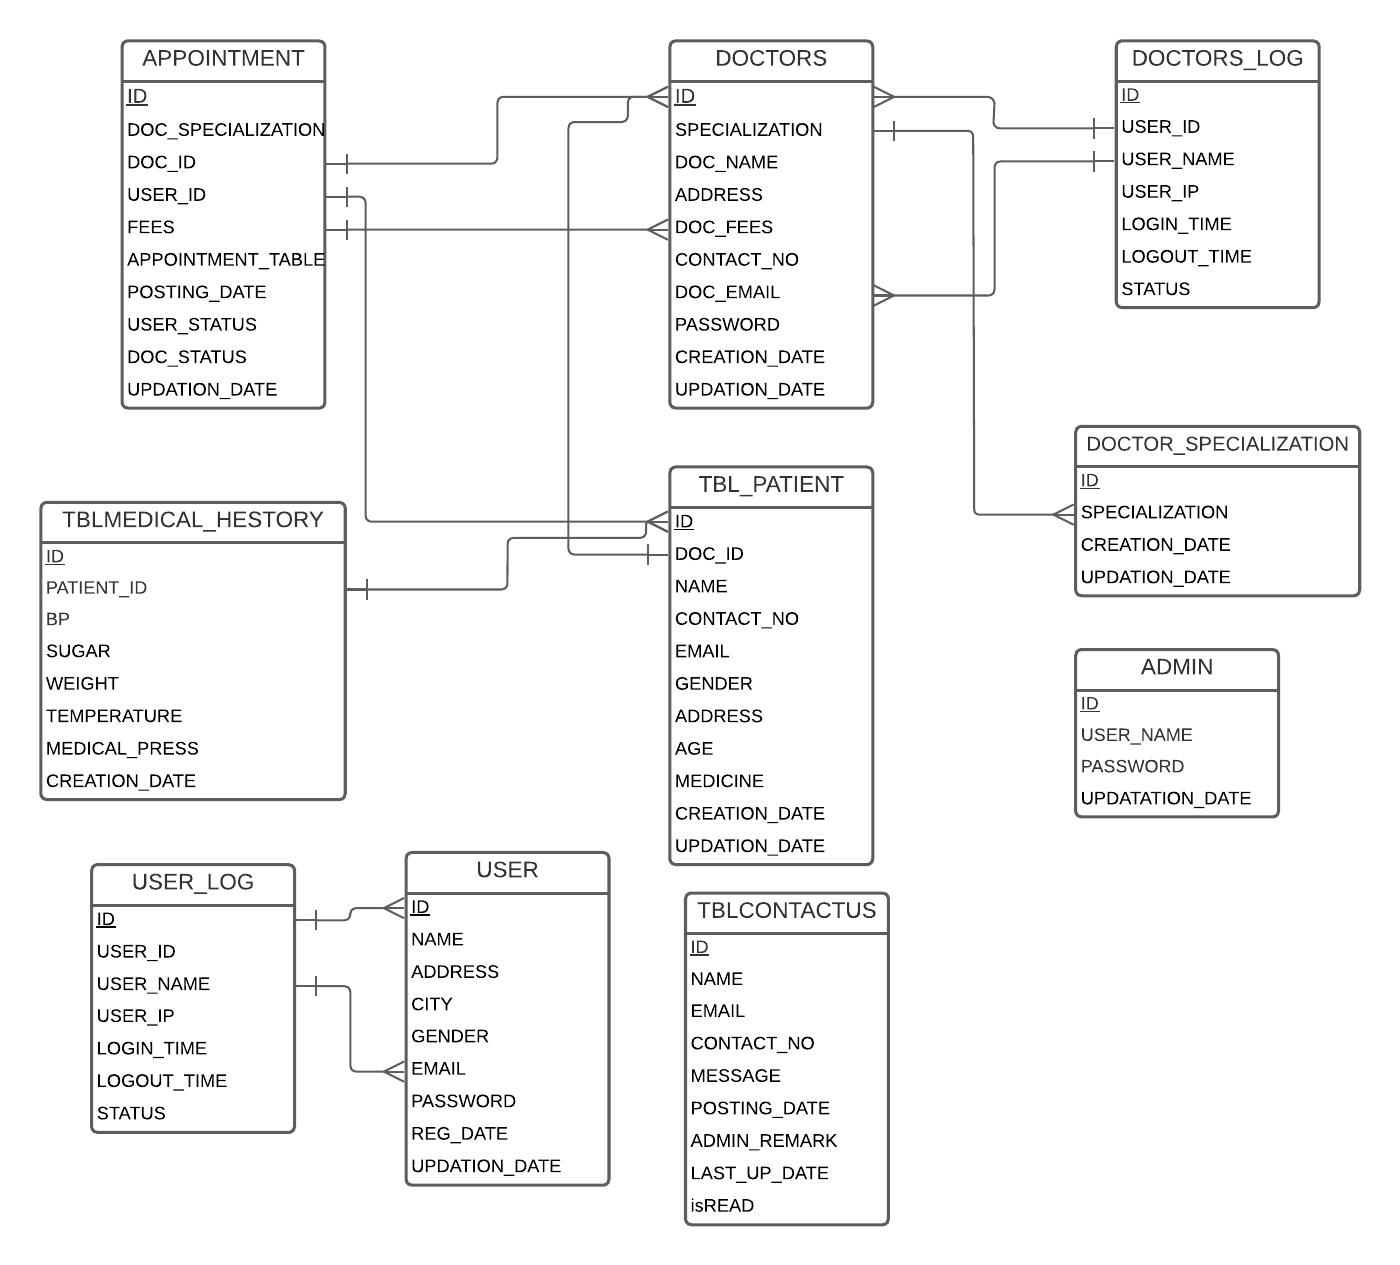 APPOINTMENT
ID
DOC_SPECIALIZATION
DOC_ID
USER_ID
FEES
APPOINTMENT_TABLE
POSTING_DATE
USER_STATUS
DOC_STATUS
UPDATION_DATE
DOCTORS
ID
SPECIALIZATION
DOC_NAME
ADDRESS
DOC_FEES
CONTACT_NO
DOC_EMAIL
PASSWORD
CREATION_DATE
UPDATION_DATE
DOCTORS_LOG
ID
USER_ID
USER_NAME
USER_IP
LOGIN_TIME
LOGOUT_TIME
STATUS
TBLMEDICAL_HESTORY
ID
PATIENT_ID
BP
SUGAR
WEIGHT
TEMPERATURE
MEDICAL_PRESS
CREATION_DATE
TBL_PATIENT
ID
DOC_ID
NAME
CONTACT_NO
EMAIL
GENDER
ADDRESS
AGE
MEDICINE
CREATION_DATE
UPDATION_DATE
DOCTOR_SPECIALIZATION
ID
SPECIALIZATION
CREATION_DATE
UPDATION_DATE
ADMIN
ID
USER_NAME
PASSWORD
UPDATATION_DATE
USER_LOG
ID
USER_ID
USER_NAME
USER_IP
LOGIN_TIME
LOGOUT_TIME
STATUS
USER
ID
NAME
ADDRESS
CITY
GENDER
EMAIL
PASSWORD
REG_DATE
UPDATION_DATE
TBLCONTACTUS
ID
NAME
EMAIL
CONTACT_NO
MESSAGE
POSTING_DATE
ADMIN_REMARK
LAST_UP_DATE
isREAD